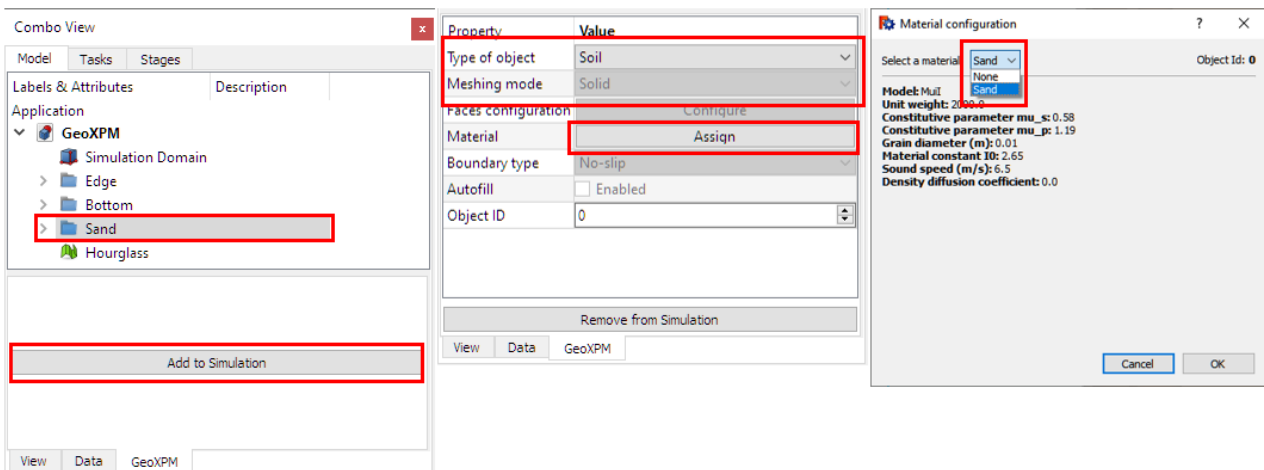 Combo View
x
Model Tasks Stages
Labels & Attributes Description
Application
GeoXPM
Simulation Domain
Edge
Bottom
Sand
Hourglass
Add to Simulation
View Data GeoXPM
Property Value
Type of object Soil
Meshing mode Solid
Faces configuration Configure
Material Assign
Boundary type No-slip
Autofill Enabled
Object ID 0
Remove from Simulation
View Data GeoXPM
Material configuration ? ×
Select a material Sand Object Id: 0
None
Sand
Model: MuI
Unit weight: 2000.0
Constitutive parameter mu_s: 0.58
Constitutive parameter mu_p: 1.19
Grain diameter (m): 0.01
Material constant I0: 2.65
Sound speed (m/s): 6.5
Density diffusion coefficient: 0.0
Cancel OK